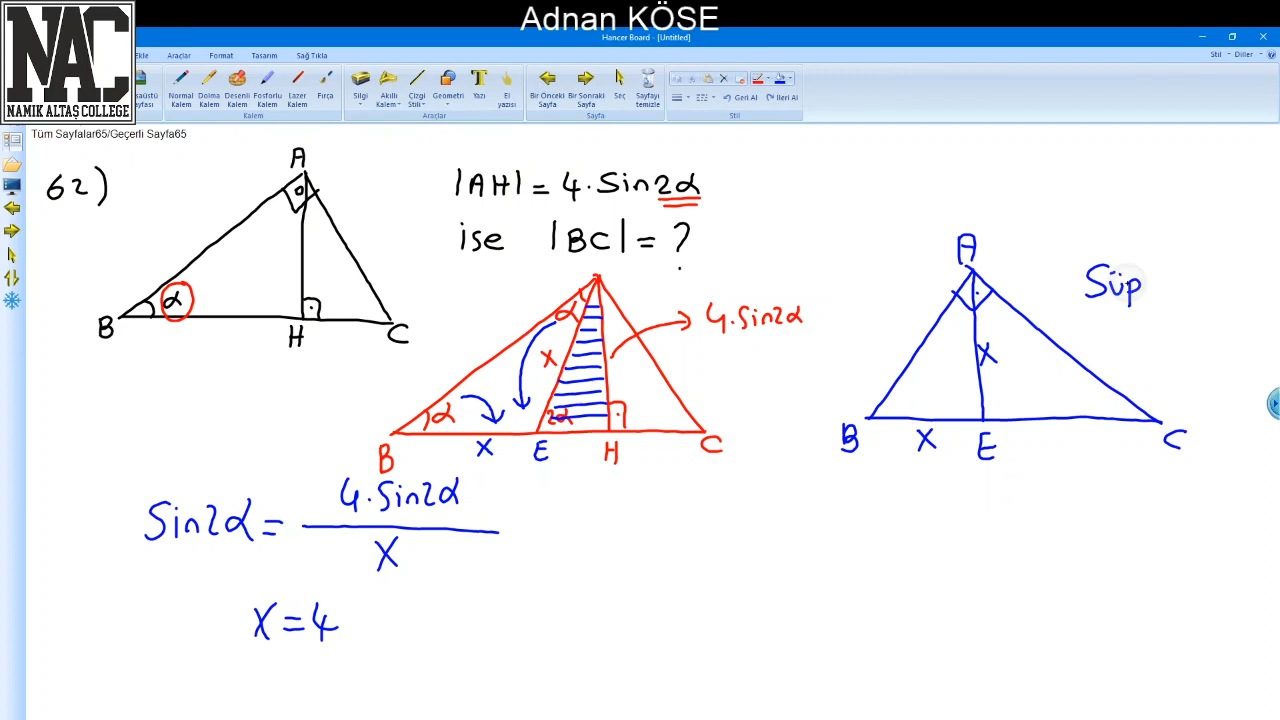 Adnan KÖSE
NAC
NAMIK ALTAŞ COLLEGE
Hancer Board - [Untitled]
Ekle Araçlar Format Tasarım Sağ Tıkla
Stil Diller
Normal Kalem Dolma Kalem Desenli Kalem Fosforlu Kalem Lazer Kalem Fırça
Kalem
Silgi Akıllı Kalem Çizgi Stili Geometri Yazı El yazısı
Araçlar
Bir Önceki Sayfa Bir Sonraki Sayfa Seç Sayfayi temizle
Sayfa
Geri Al İleri Al
Stil
Tüm Sayfalar65/Geçerli Sayfa65
62)
A
α
B H C
|AH| = 4.Sin2α
ise |BC| = ?
α
4.Sin2α
x
α 2α
B x E H C
A
Süp
x
B x E C
Sin2α = 4.Sin2α
x
x = 4